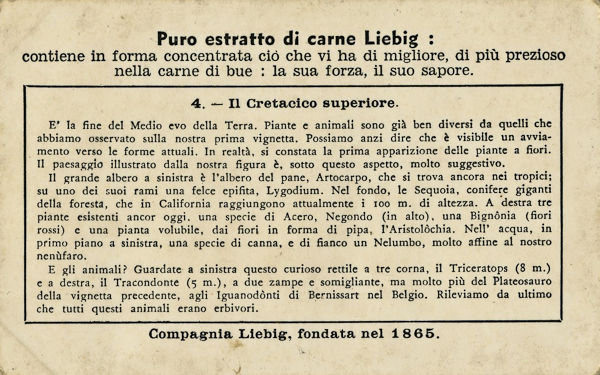 Puro estratto di carne Liebig :
contiene in forma concentrata ciò che vi ha di migliore, di più prezioso
nella carne di bue : la sua forza, il suo sapore.
4. — Il Cretacico superiore.
E' la fine del Medio evo della Terra. Piante e animali sono già ben diversi da quelli che
abbiamo osservato sulla nostra prima vignetta. Possiamo anzi dire che è visibile un avvia-
mento verso le forme attuali. In realtà, si constata la prima apparizione delle piante a fiori.
Il paesaggio illustrato dalla nostra figura è, sotto questo aspetto, molto suggestivo.
Il grande albero a sinistra è l'albero del pane, Artocarpo, che si trova ancora nei tropici;
su uno dei suoi rami una felce epifita, Lygodium. Nel fondo, le Sequoia, conifere giganti
della foresta, che in California raggiungono attualmente i 100 m. di altezza. A destra tre
piante esistenti ancor oggi. una specie di Acero, Negondo (in alto), una Bignônia (fiori
rossi) e una pianta volubile, dai fiori in forma di pipa, l'Aristolôchia. Nell' acqua, in
primo piano a sinistra, una specie di canna, e di fianco un Nelumbo, molto affine al nostro
nenùfaro.
E gli animali? Guardate a sinistra questo curioso rettile a tre corna, il Triceratops (8 m.)
e a destra, il Tracondonte (5 m.), a due zampe e somigliante, ma molto più del Plateosauro
della vignetta precedente, agli Iguanodònti di Bernissart nel Belgio. Rileviamo da ultimo
che tutti questi animali erano erbivori.
Compagnia Liebig, fondata nel 1865.